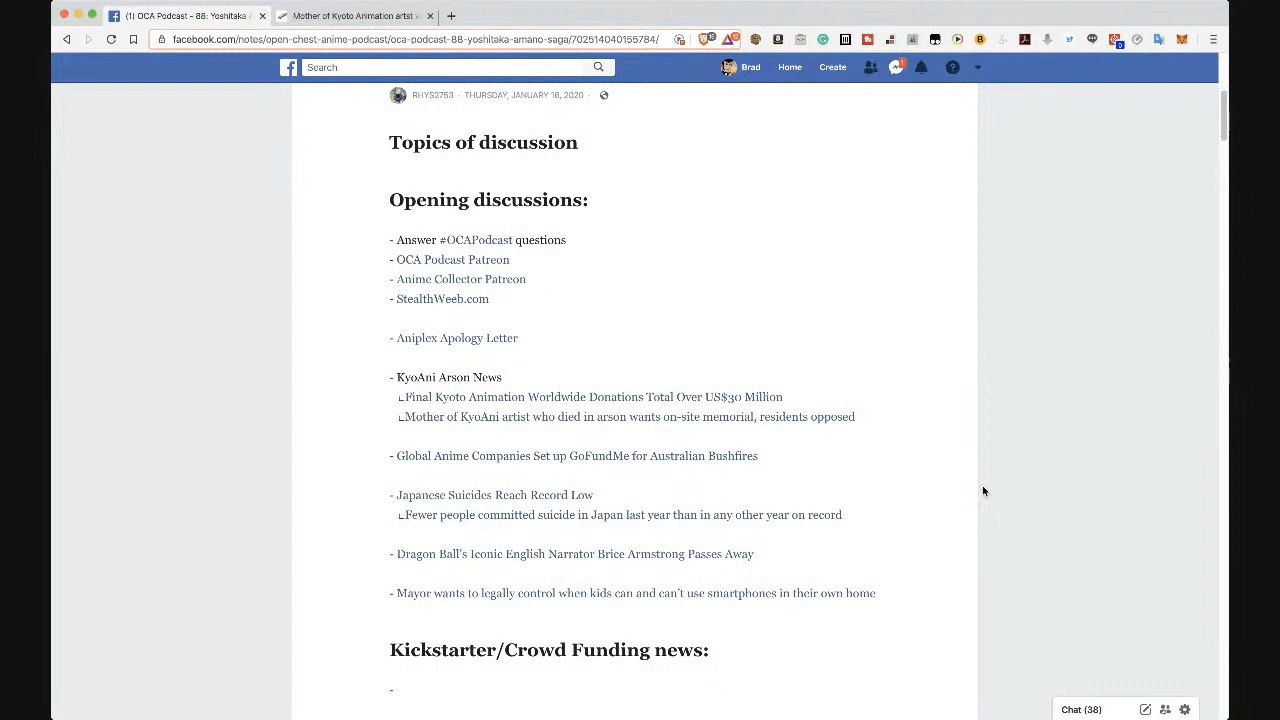 (1) OCA Podcast - 88: Yoshitaka
Mother of Kyoto Animation artst
facebook.com/notes/open-chest-anime-podcast/oca-podcast-88-yoshitaka-amano-saga/702514040155784/
Search
Brad
Home
Create
RHYS2753 · THURSDAY, JANUARY 16, 2020 ·
Topics of discussion
Opening discussions:
- Answer #OCAPodcast questions
- OCA Podcast Patreon
- Anime Collector Patreon
- StealthWeeb.com
- Aniplex Apology Letter
- KyoAni Arson News
⌞Final Kyoto Animation Worldwide Donations Total Over US$30 Million
⌞Mother of KyoAni artist who died in arson wants on-site memorial, residents opposed
- Global Anime Companies Set up GoFundMe for Australian Bushfires
- Japanese Suicides Reach Record Low
⌞Fewer people committed suicide in Japan last year than in any other year on record
- Dragon Ball's Iconic English Narrator Brice Armstrong Passes Away
- Mayor wants to legally control when kids can and can't use smartphones in their own home
Kickstarter/Crowd Funding news:
-
Chat (38)